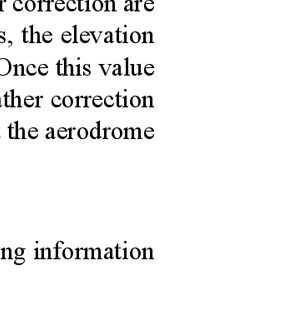 r correction are
s, the elevation
Once this value
ather correction
the aerodrome
ng information